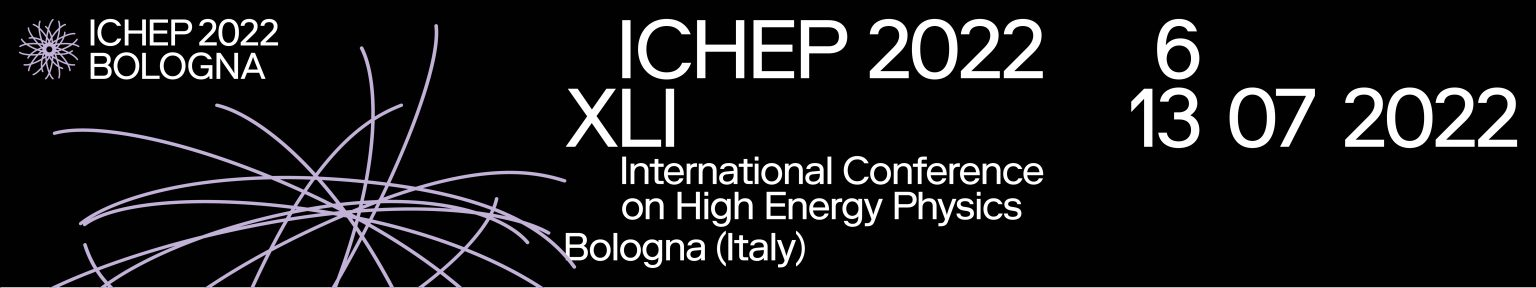 ICHEP 2022
BOLOGNA
ICHEP 2022
XLI
International Conference
on High Energy Physics
Bologna (Italy)
6
13 07 2022